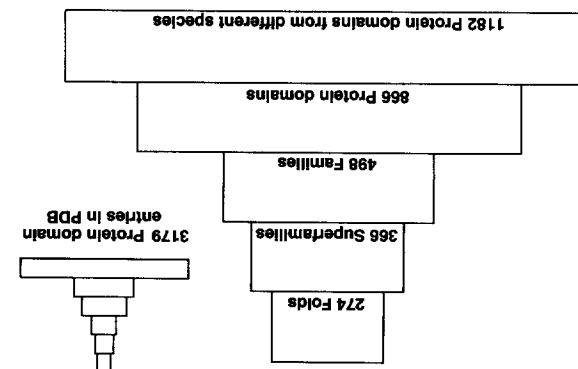 274 Folds
366 Superfamilies
3179 Protein domain
entries in PDB
498 Families
866 Protein domains
1182 Protein domains from different species